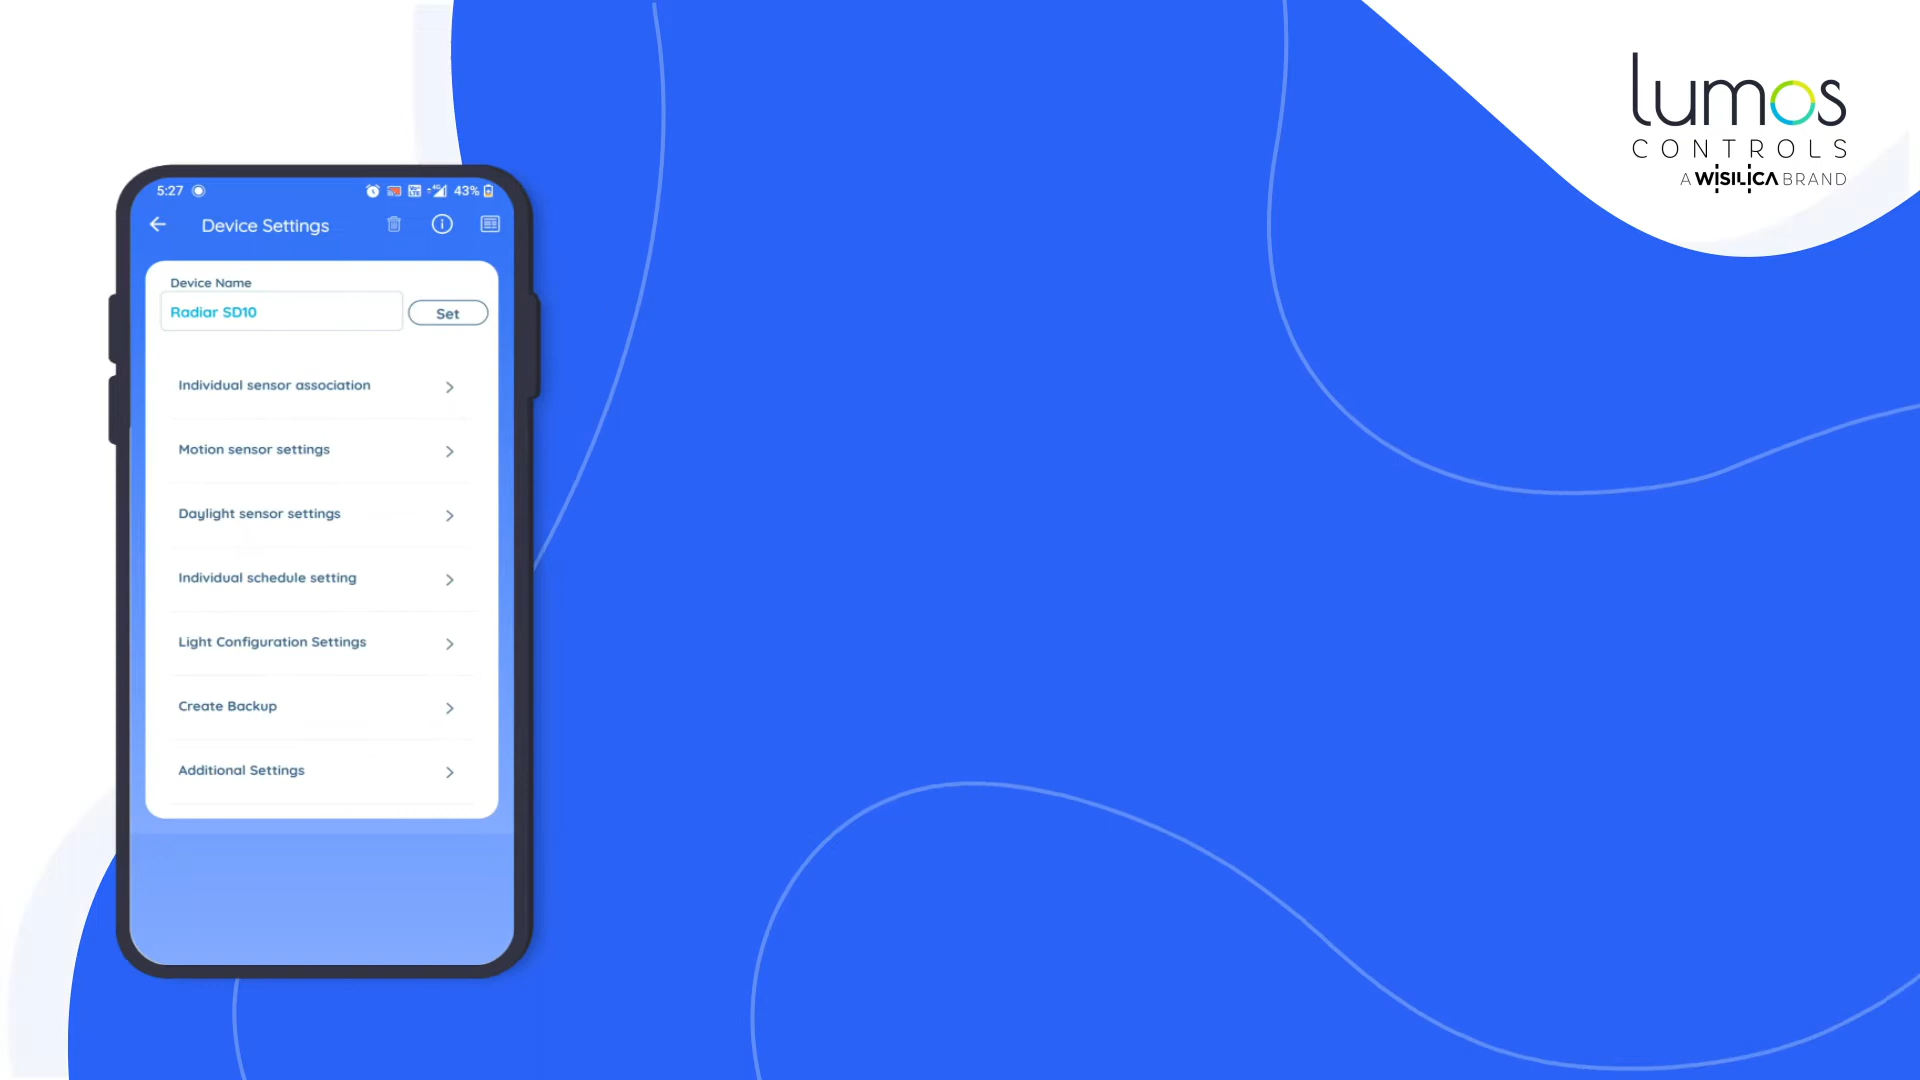 lumos
CONTROLS
A WISILICA BRAND
5:27
43%
Device Settings
Device Name
Radiar SD10
Set
Individual sensor association
Motion sensor settings
Daylight sensor settings
Individual schedule setting
Light Configuration Settings
Create Backup
Additional Settings